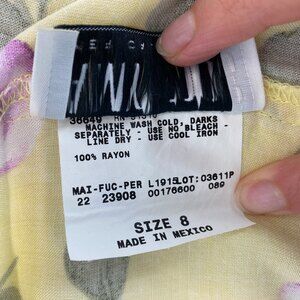 MACHINE WASH COLD, DARKS
SEPARATELY - USE NO BLEACH -
LINE DRY - USE COOL IRON
100% RAYON
MAI-FUC-PER L1915LOT:03611P
22 23908 00176600 089
SIZE 8
MADE IN MEXICO